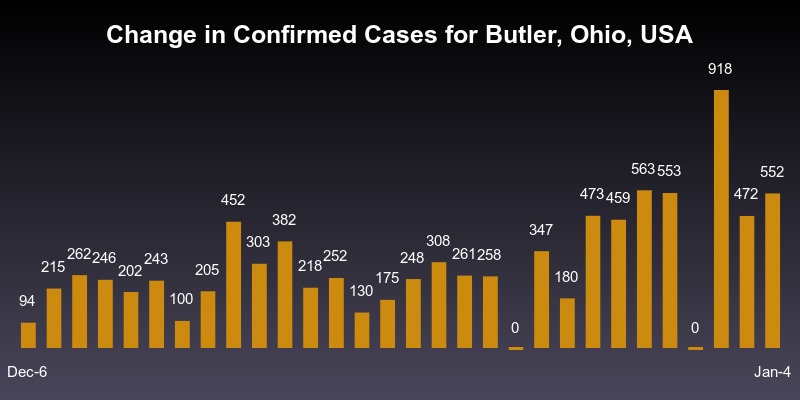 Change in Confirmed Cases for Butler, Ohio, USA
94 215 262 246 202 243 100 205 452 303 382 218 252 130 175 248 308 261 258 0 347 180 473 459 563 553 0 918 472 552
Dec-6 Jan-4